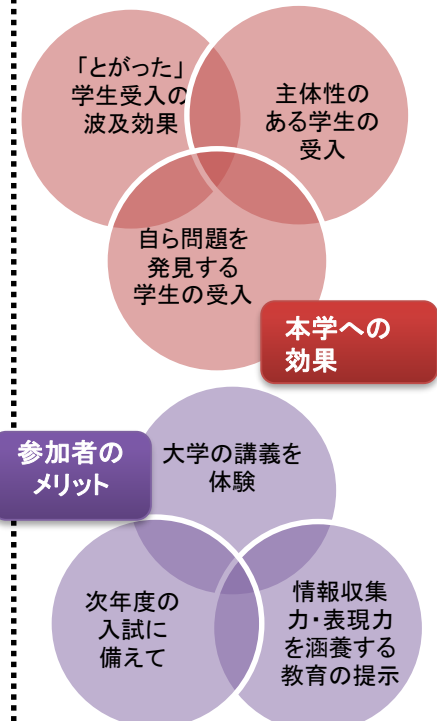 「とがった」
学生受入の
波及効果
主体性の
ある学生の
受入
自ら問題を
発見する
学生の受入
本学への
効果
参加者の
メリット
大学の講義を
体験
次年度の
入試に
備えて
情報収集
力・表現力
を涵養する
教育の提示